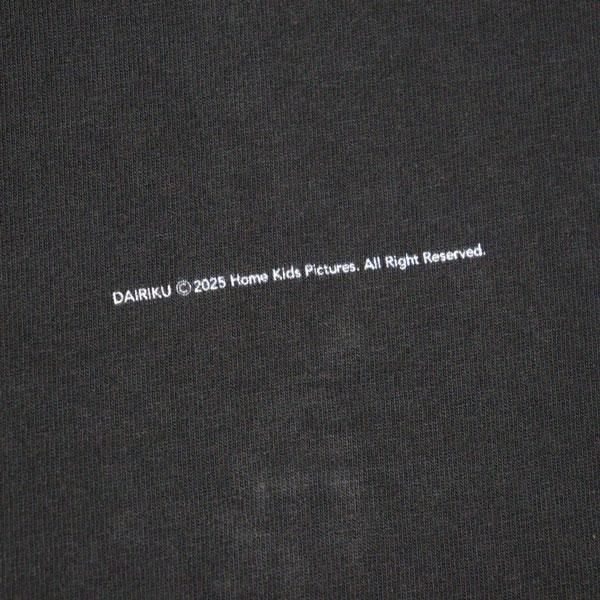 DAIRIKU ©2025 Home Kids Pictures. All Right Reserved.